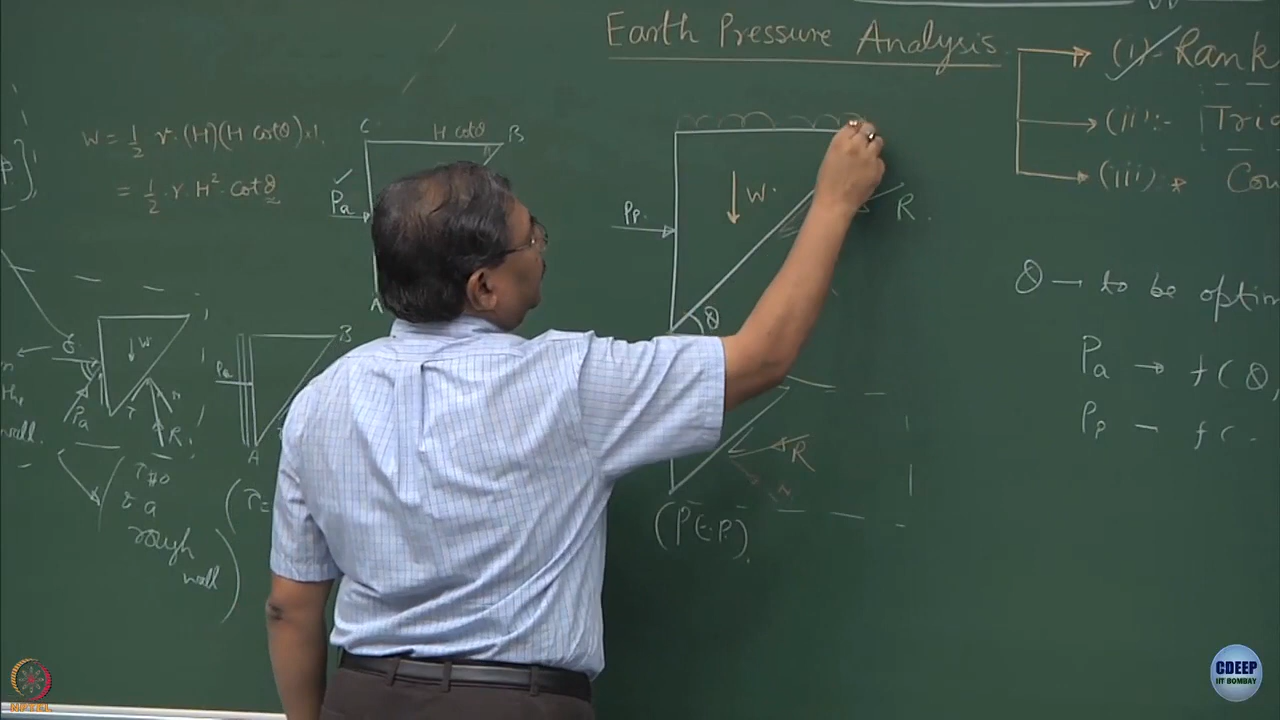 Earth Pressure Analysis
(i)- Rank
(ii):- Tria
(iii) * Cou
W = 1/2 γ. (H)(H cotθ)×1.
= 1/2 . γ. H². cotθ
C
H cotθ
B
Pa
A
Pp.
W.
R.
θ
θ → to be optim
Pa → f(θ,
Pp → f(
W
Pa
R
Pa
B
A
wall.
τ≠0
a
rough
wall
(τ=
R
(P.E.P.).
NPTEL
CDEEP
IIT BOMBAY